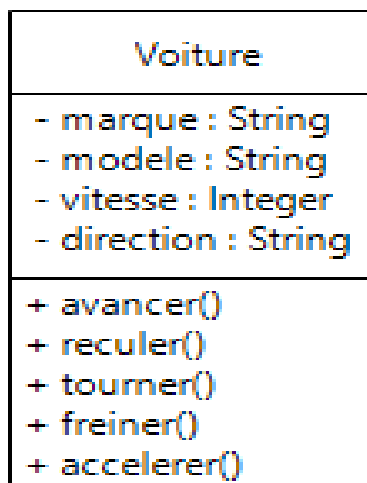 Voiture
- marque : String
- modele : String
- vitesse : Integer
- direction : String
+ avancer()
+ reculer()
+ tourner()
+ freiner()
+ accelerer()